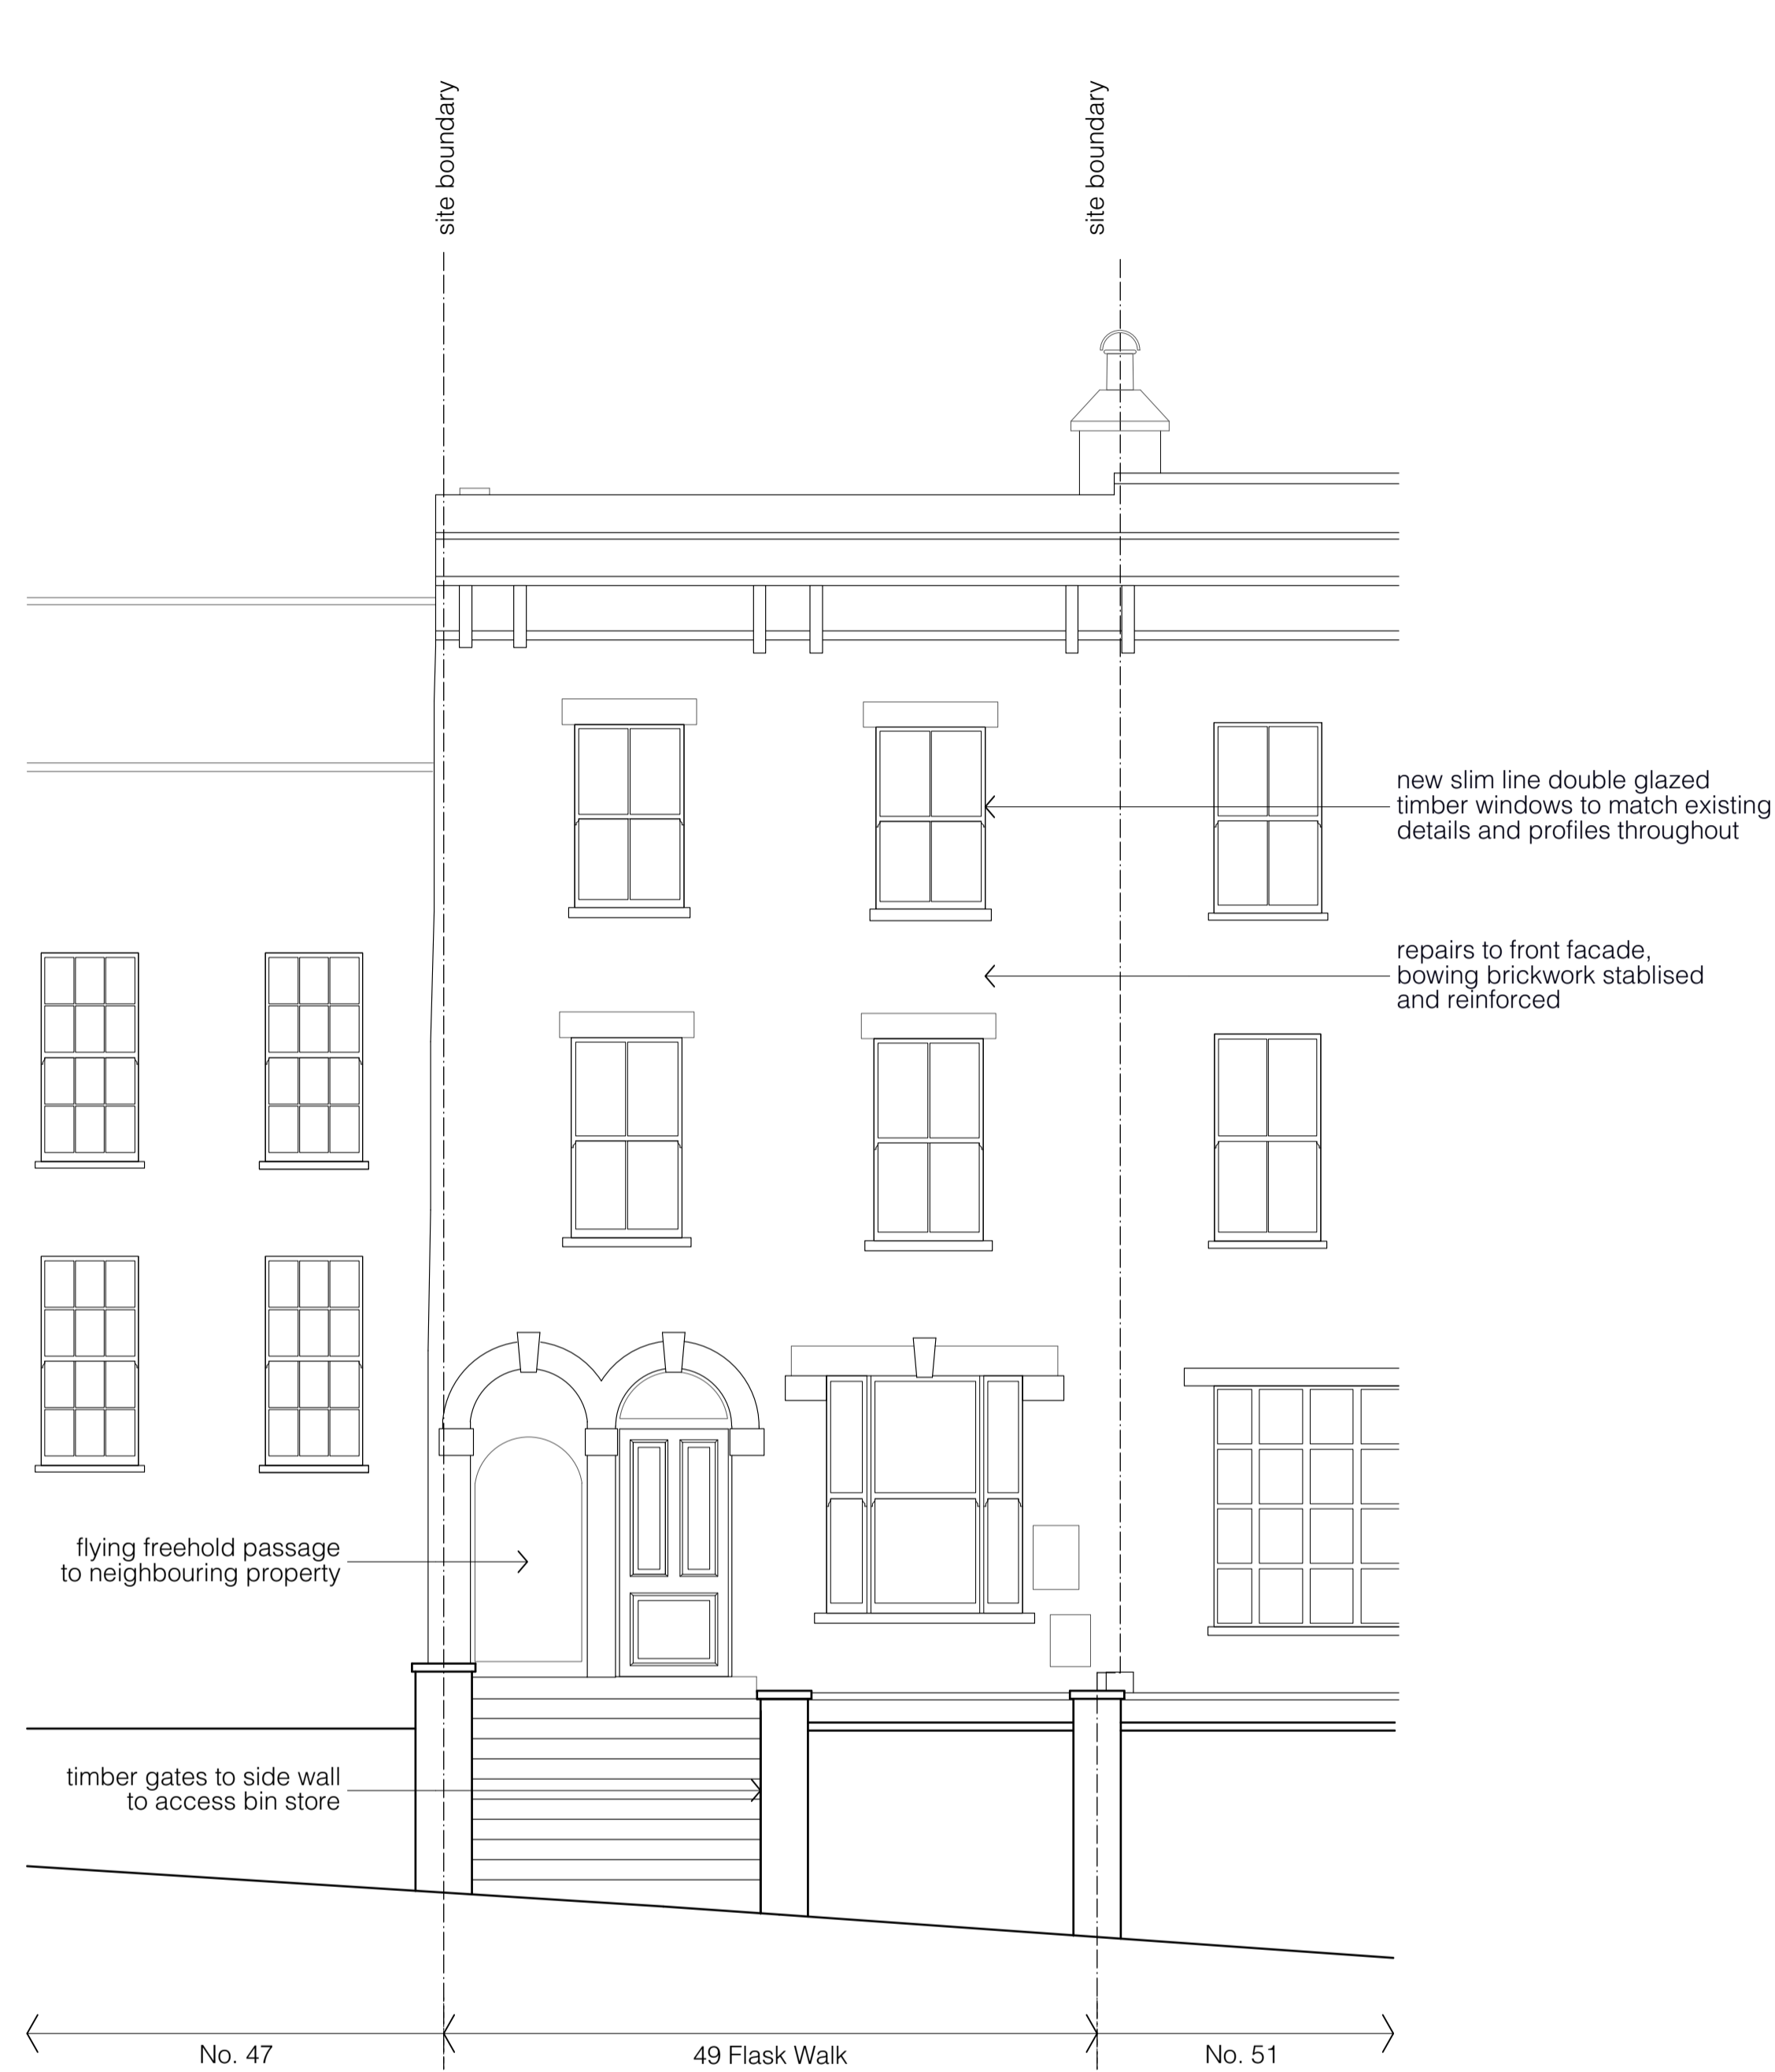 site boundary
site boundary
new slim line double glazed
timber windows to match existing
details and profiles throughout
repairs to front facade,
bowing brickwork stablised
and reinforced
flying freehold passage
to neighbouring property
timber gates to side wall
to access bin store
No. 47
49 Flask Walk
No. 51